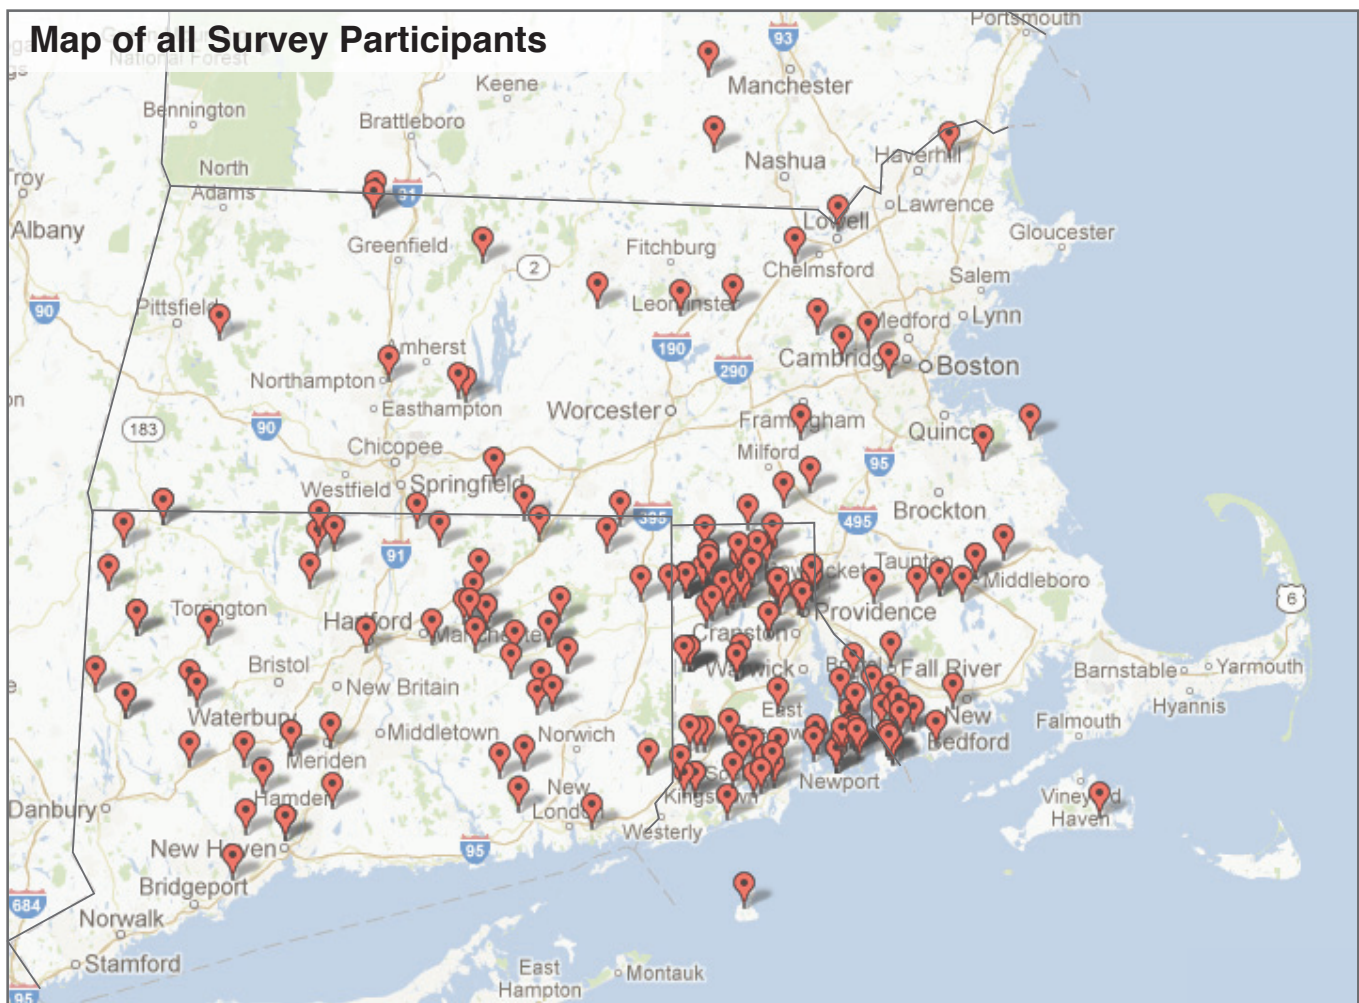 Map of all Survey Participants
Portsmouth
93
National Forest
Keene
Manchester
Bennington
Brattleboro
Nashua
Haverhill
North
Adams
roy
91
Lawrence
Lowell
Albany
Greenfield
Fitchburg
Gloucester
2
Chelmsford
Salem
Pittsfield
Leominster
90
Medford
Lynn
190
Amherst
Cambridge
Boston
290
Northampton
Easthampton
Worcester
Framingham
183
90
Quincy
Chicopee
Milford
95
Westfield
Springfield
Brockton
395
495
91
Taunton
Middleboro
6
Torrington
Hartford
Manchester
Providence
Cranston
Bristol
Warwick
Fall River
Barnstable
Yarmouth
New Britain
Hyannis
Waterbury
East
New
Bedford
Falmouth
Middletown
Norwich
Meriden
Newport
Danbury
Hamden
New
London
Kingstown
Vineyard
Haven
Westerly
New Haven
95
Bridgeport
684
Norwalk
Stamford
East
Hampton
Montauk
95